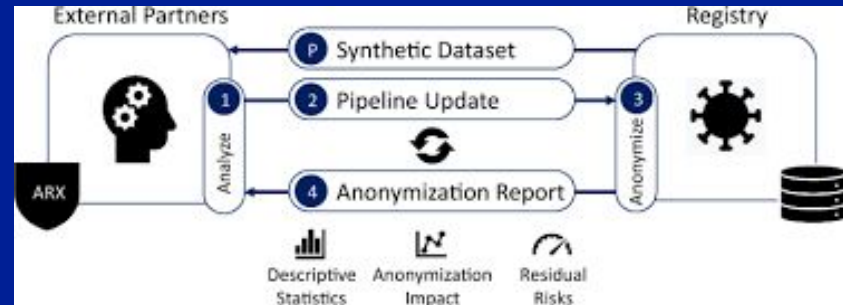 External Partners
Registry
P Synthetic Dataset
1
2 Pipeline Update
3
Analyze
Anonymize
ARX
4 Anonymization Report
Descriptive Statistics
Anonymization Impact
Residual Risks